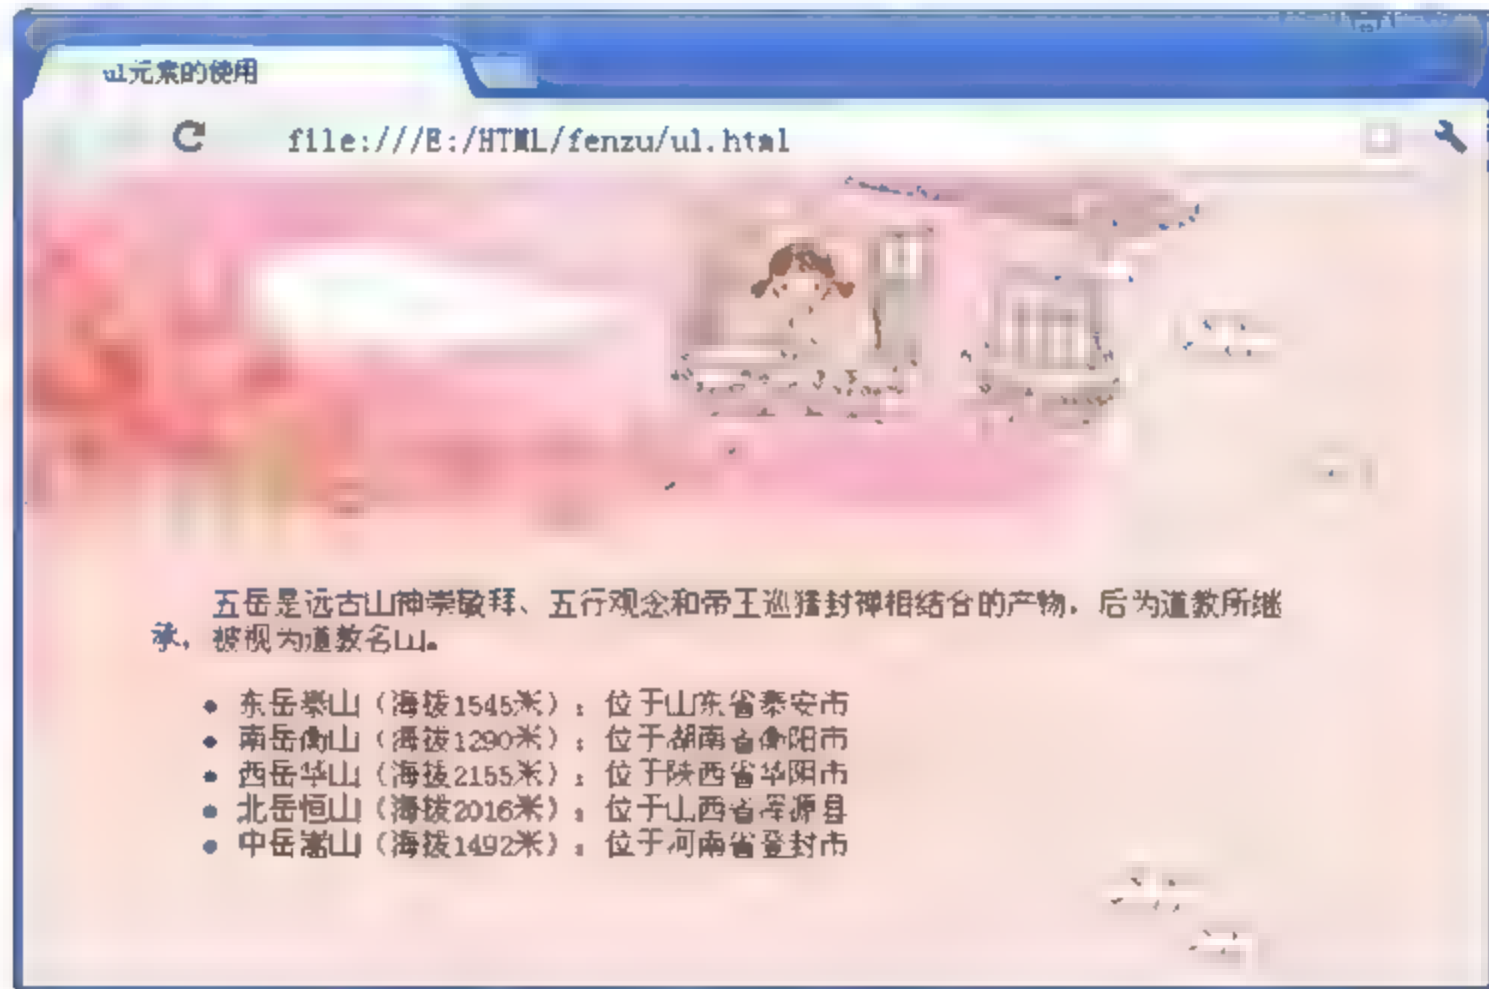 ul元素的使用
file:///E:/HTML/fenzu/ul.html
五岳是远古山神崇敬拜、五行观念和帝王巡猎封禅相结合的产物，后为道教所继
承，被视为道教名山。
• 东岳泰山（海拔1545米）：位于山东省泰安市
• 南岳衡山（海拔1290米）：位于湖南省衡阳市
• 西岳华山（海拔2155米）：位于陕西省华阴市
• 北岳恒山（海拔2016米）：位于山西省浑源县
• 中岳嵩山（海拔1492米）：位于河南省登封市